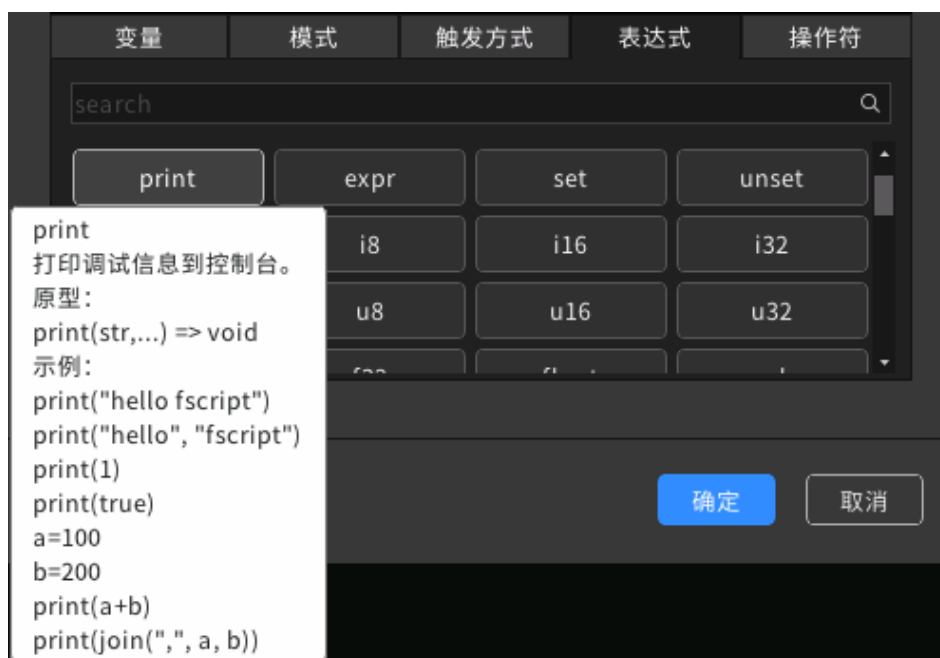 变量 模式 触发方式 表达式 操作符
search
print expr set unset
i8 i16 i32
u8 u16 u32
print
打印调试信息到控制台。
原型：
print(str,...) => void
示例：
print("hello fscript")
print("hello", "fscript")
print(1)
print(true)
a=100
b=200
print(a+b)
print(join(",", a, b))
确定 取消